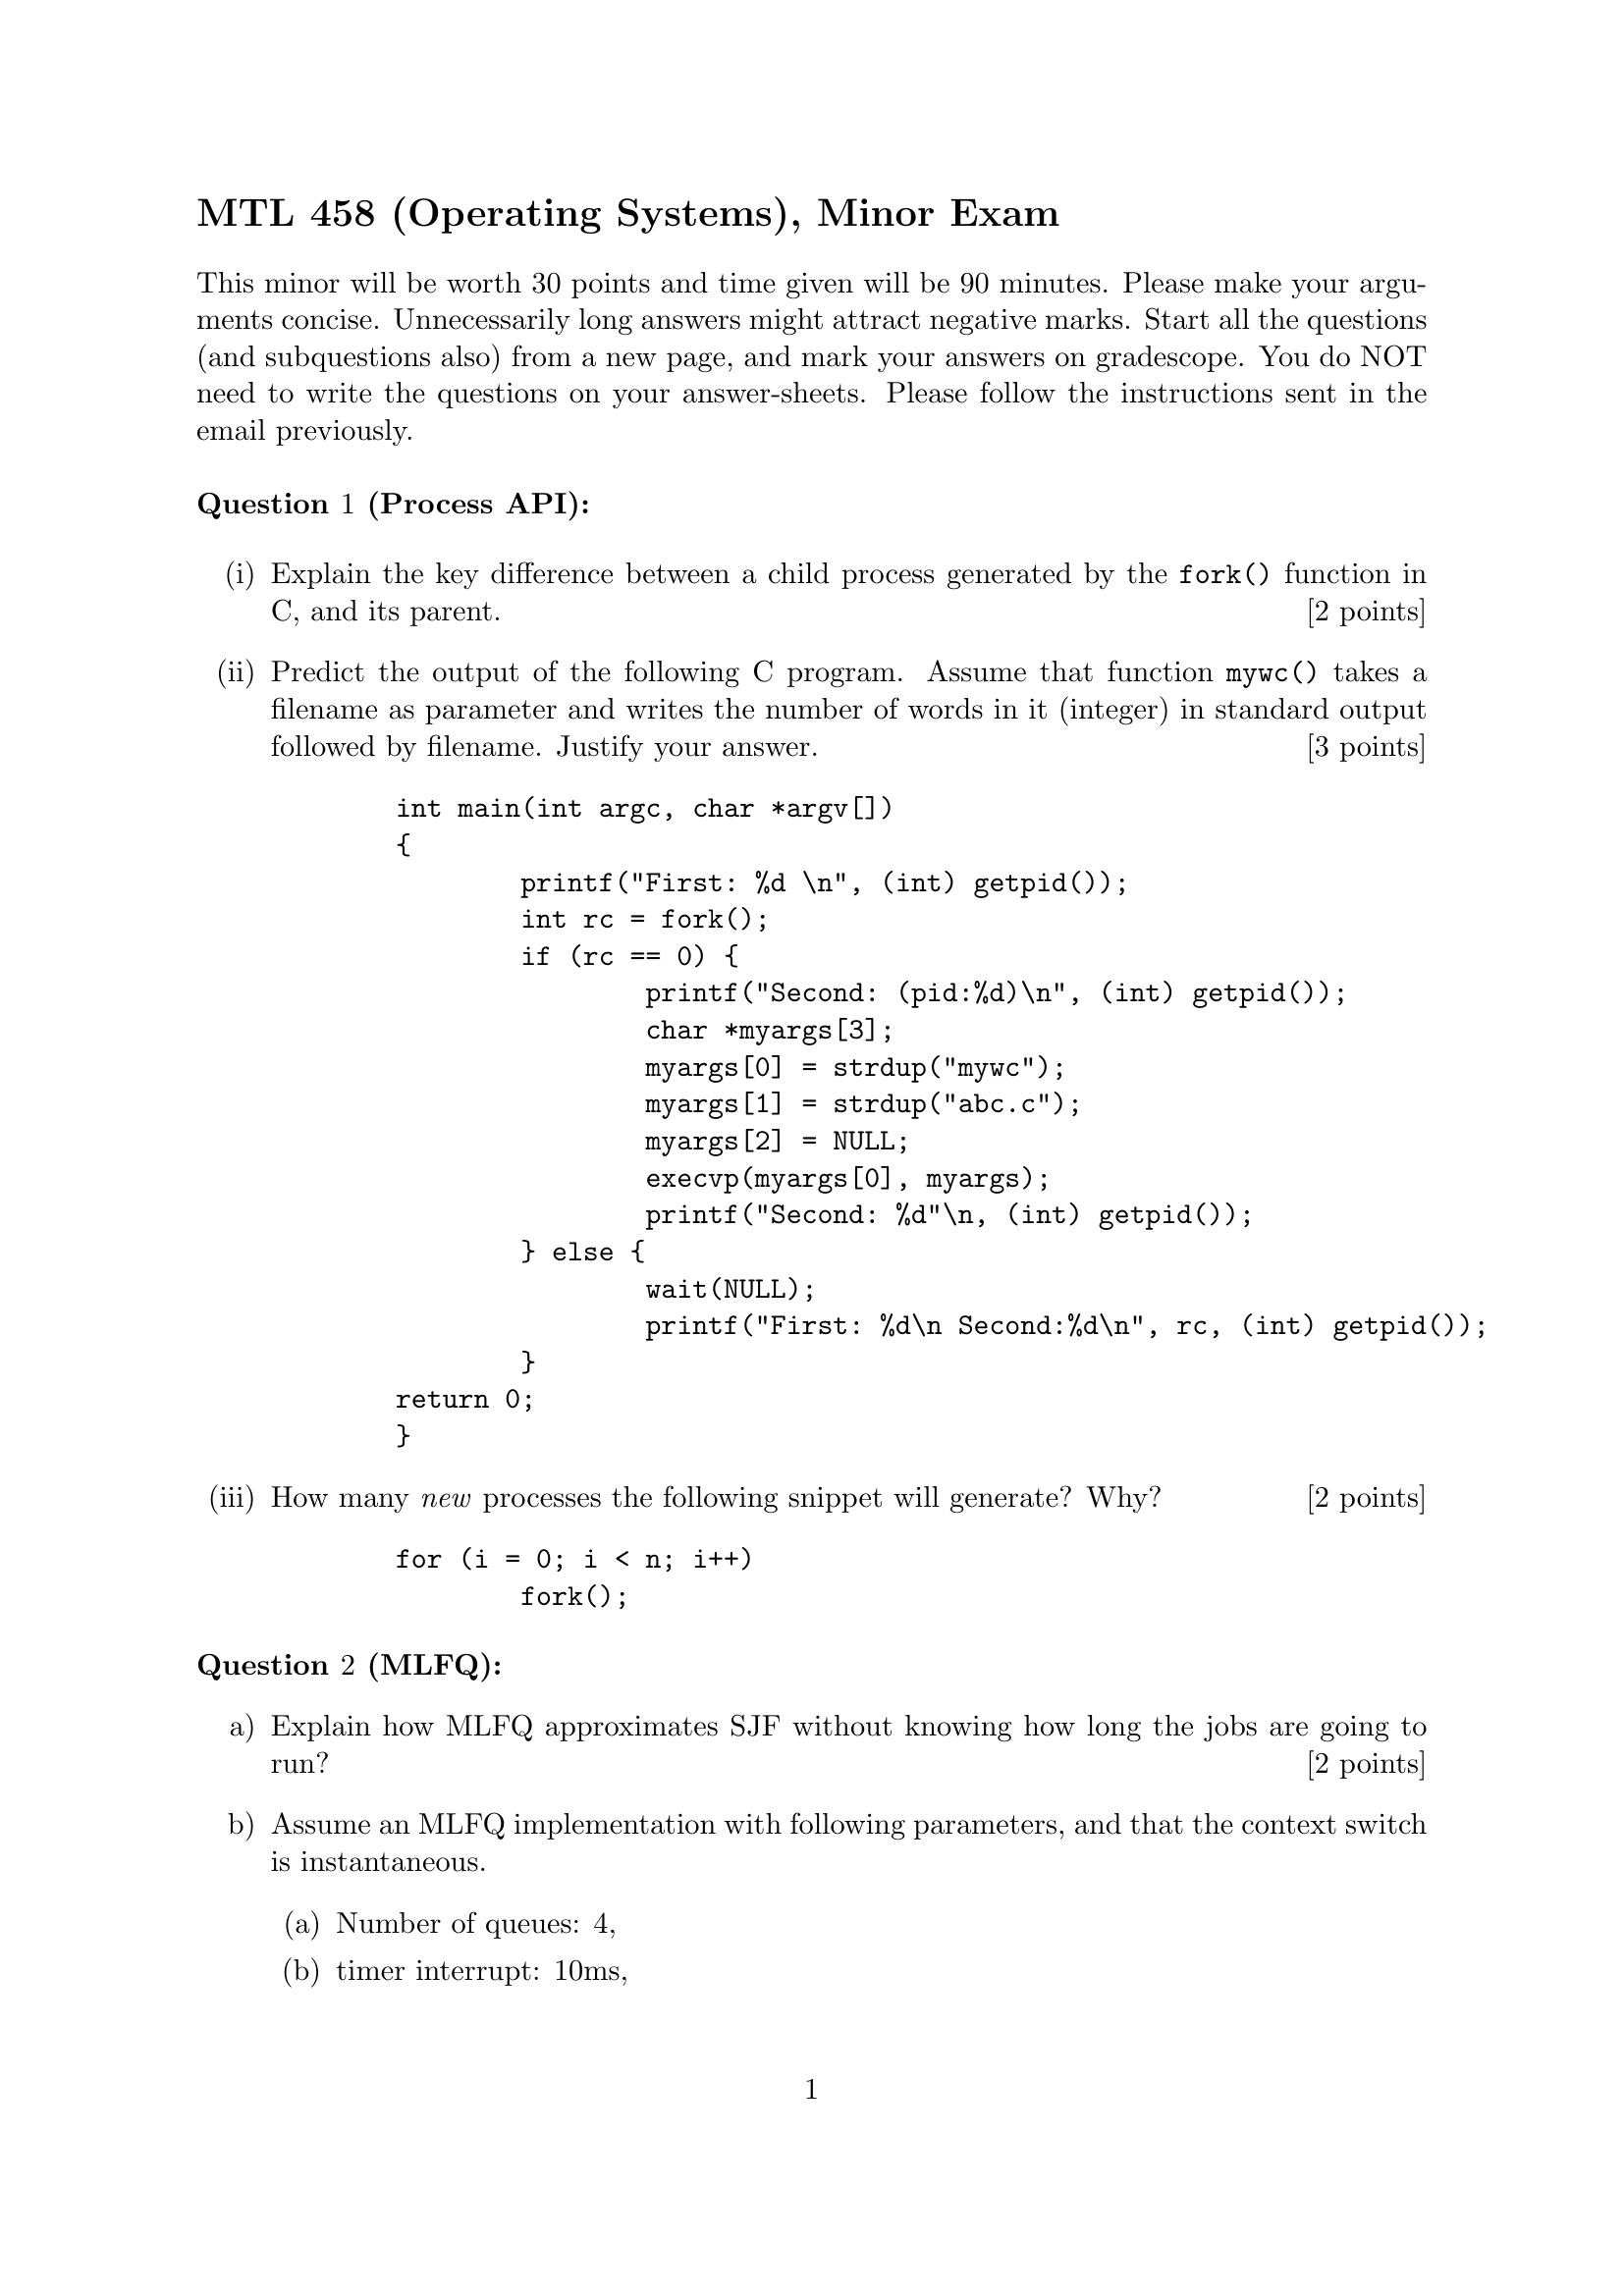 MTL 458 (Operating Systems), Minor Exam
This minor will be worth 30 points and time given will be 90 minutes. Please make your argu-
ments concise. Unnecessarily long answers might attract negative marks. Start all the questions
(and subquestions also) from a new page, and mark your answers on gradescope. You do NOT
need to write the questions on your answer-sheets. Please follow the instructions sent in the
email previously.
Question 1 (Process API):
(i) Explain the key difference between a child process generated by the fork() function in
C, and its parent. [2 points]
(ii) Predict the output of the following C program. Assume that function mywc() takes a
filename as parameter and writes the number of words in it (integer) in standard output
followed by filename. Justify your answer. [3 points]
int main(int argc, char *argv[])
{
printf("First: %d \n", (int) getpid());
int rc = fork();
if (rc == 0) {
printf("Second: (pid:%d)\n", (int) getpid());
char *myargs[3];
myargs[0] = strdup("mywc");
myargs[1] = strdup("abc.c");
myargs[2] = NULL;
execvp(myargs[0], myargs);
printf("Second: %d"\n, (int) getpid());
} else {
wait(NULL);
printf("First: %d\n Second:%d\n", rc, (int) getpid());
}
return 0;
}
(iii) How many new processes the following snippet will generate? Why? [2 points]
for (i = 0; i < n; i++)
fork();
Question 2 (MLFQ):
a) Explain how MLFQ approximates SJF without knowing how long the jobs are going to
run? [2 points]
b) Assume an MLFQ implementation with following parameters, and that the context switch
is instantaneous.
(a) Number of queues: 4,
(b) timer interrupt: 10ms,
1